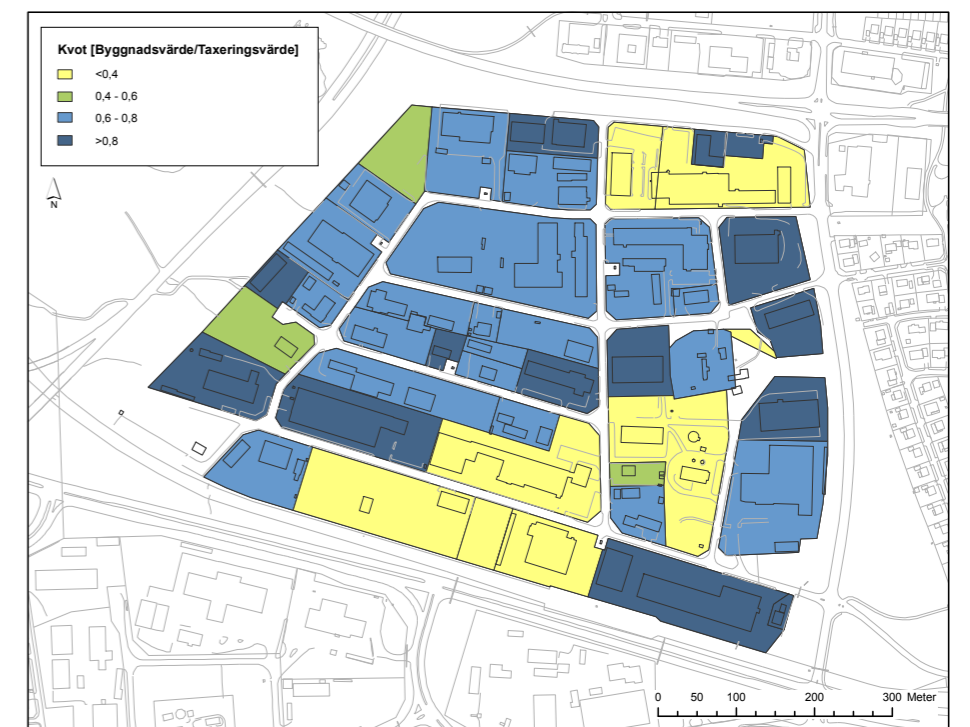 Kvot [Byggnadsvärde/Taxeringsvärde]
<0,4
0,4 - 0,6
0,6 - 0,8
>0,8
N
0 50 100 200 300 Meter